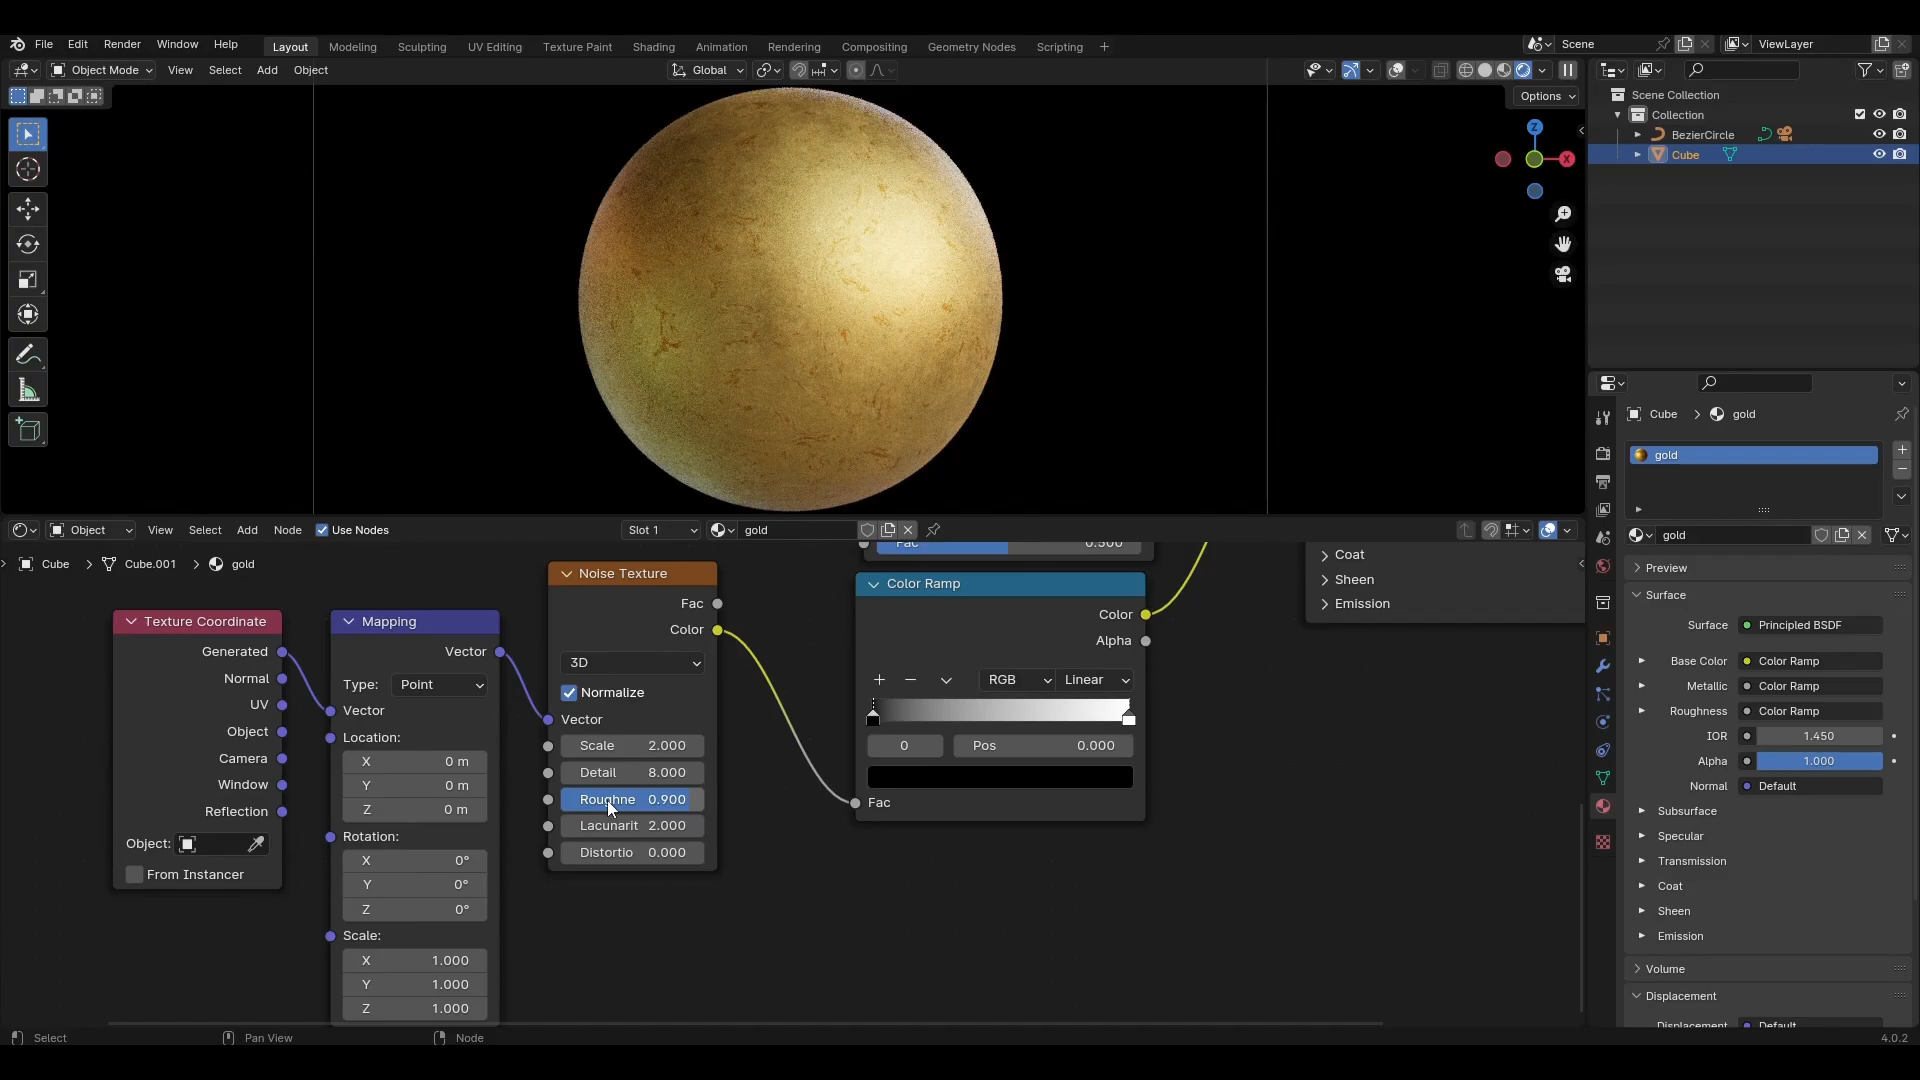 File Edit Render Window Help Layout Modeling Sculpting UV Editing Texture Paint Shading Animation Rendering Compositing Geometry Nodes Scripting + Scene ViewLayer
Object Mode View Select Add Object Global
Options
Z
X
Scene Collection
Collection
BezierCircle
Cube
Cube > gold
gold
gold
Preview
Surface
Surface Principled BSDF
Base Color Color Ramp
Metallic Color Ramp
Roughness Color Ramp
IOR 1.450
Alpha 1.000
Normal Default
Subsurface
Specular
Transmission
Coat
Sheen
Emission
Volume
Displacement
Displacement Default
Object View Select Add Node Use Nodes Slot 1 gold
Cube > Cube.001 > gold
Texture Coordinate
Generated
Normal
UV
Object
Camera
Window
Reflection
Object:
From Instancer
Mapping
Vector
Type: Point
Vector
Location:
X 0 m
Y 0 m
Z 0 m
Rotation:
X 0°
Y 0°
Z 0°
Scale:
X 1.000
Y 1.000
Z 1.000
Noise Texture
Fac
Color
3D
Normalize
Vector
Scale 2.000
Detail 8.000
Roughne 0.900
Lacunarit 2.000
Distortio 0.000
Fac 0.500
Color Ramp
Color
Alpha
RGB Linear
0 Pos 0.000
Fac
Coat
Sheen
Emission
Select Pan View Node 4.0.2